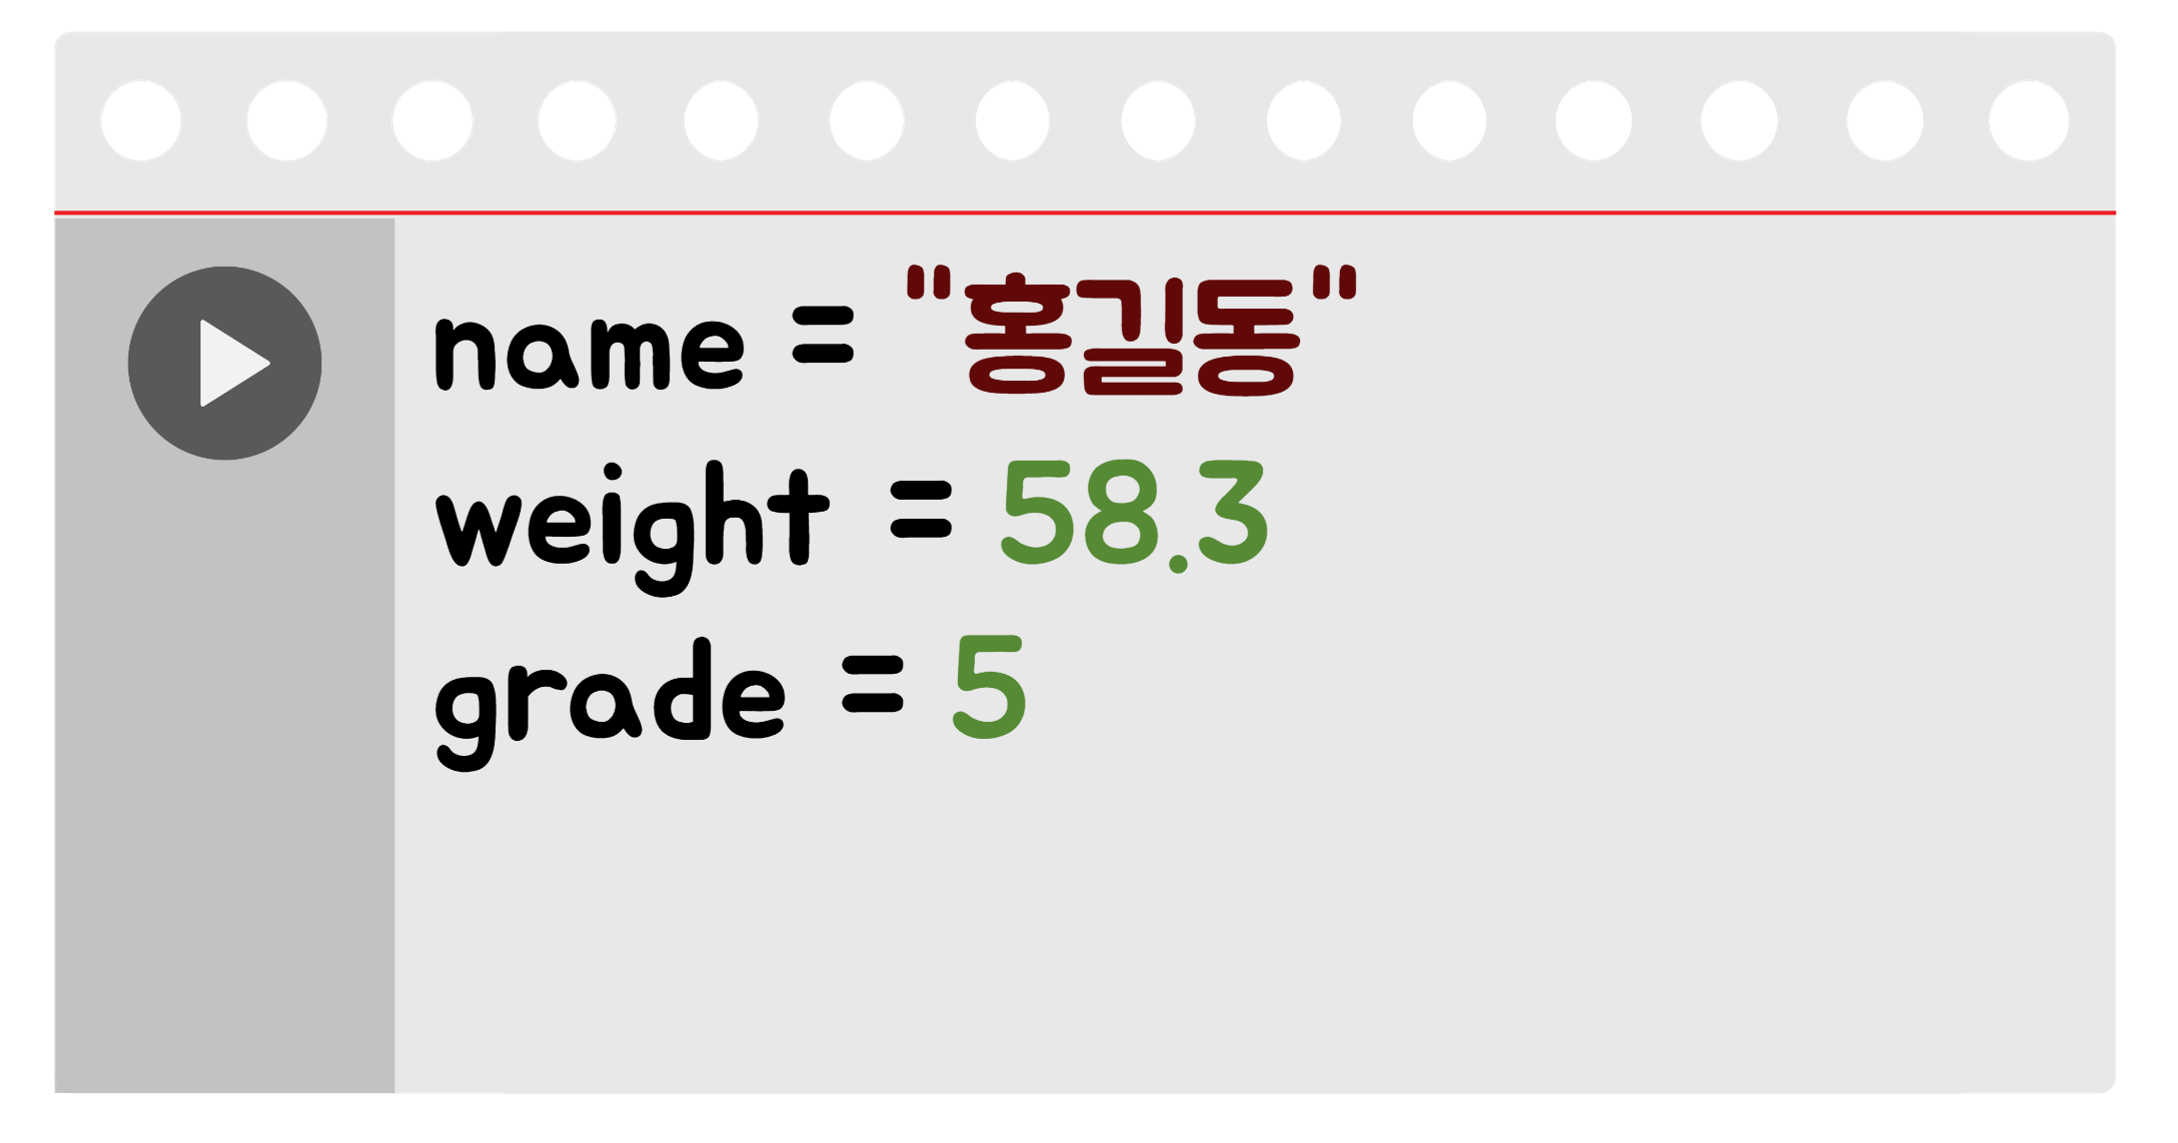 name = "홍길동"
weight = 58.3
grade = 5